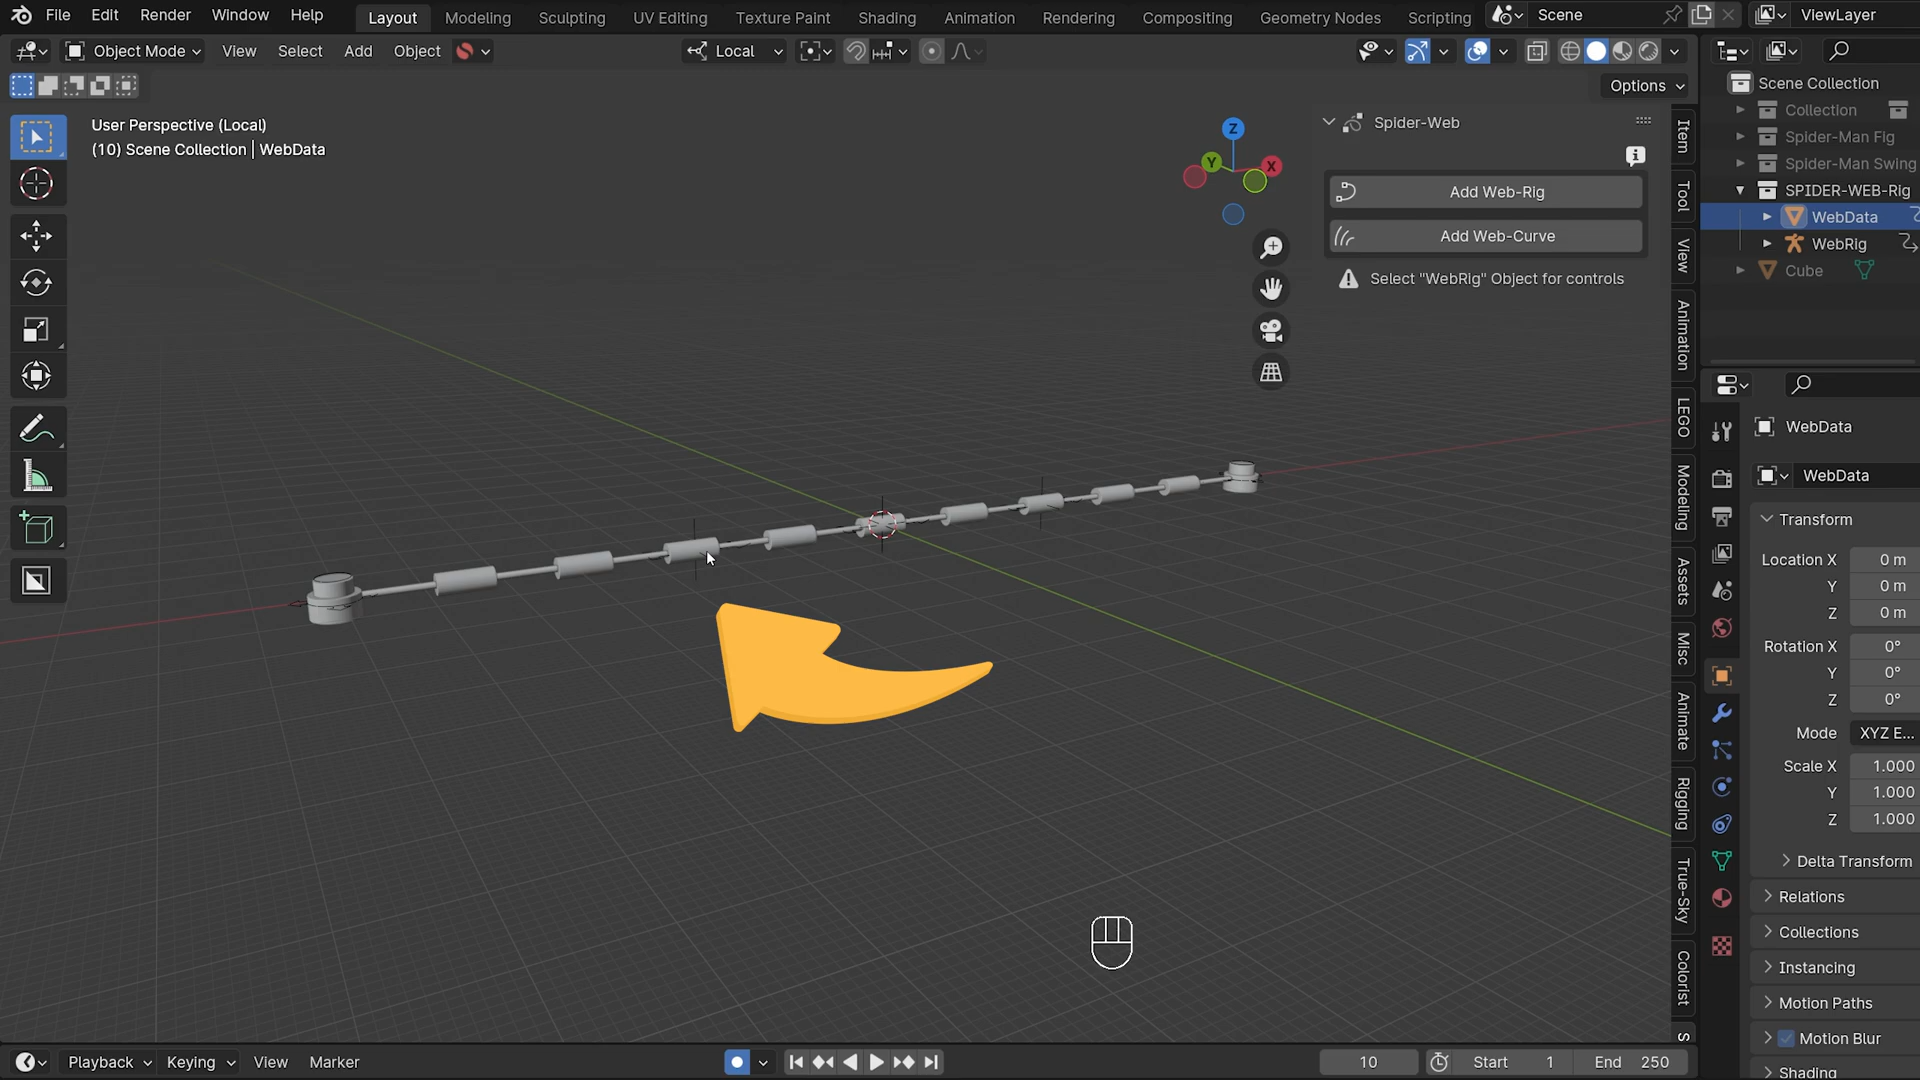 File Edit Render Window Help Layout Modeling Sculpting UV Editing Texture Paint Shading Animation Rendering Compositing Geometry Nodes Scripting Scene ViewLayer
Object Mode View Select Add Object Local
Options
User Perspective (Local)
(10) Scene Collection | WebData
Z
Y
X
Spider-Web
Add Web-Rig
Add Web-Curve
Select "WebRig" Object for controls
Item
Tool
View
Animation
LEGO
Modeling
Assets
Misc
Animate
Rigging
True-Sky
Colorist
S
Scene Collection
Collection
Spider-Man Fig
Spider-Man Swing
SPIDER-WEB-Rig
WebData
WebRig
Cube
WebData
WebData
Transform
Location X 0 m
Y 0 m
Z 0 m
Rotation X 0°
Y 0°
Z 0°
Mode XYZ E...
Scale X 1.000
Y 1.000
Z 1.000
Delta Transform
Relations
Collections
Instancing
Motion Paths
Motion Blur
Shading
Playback Keying View Marker 10 Start 1 End 250